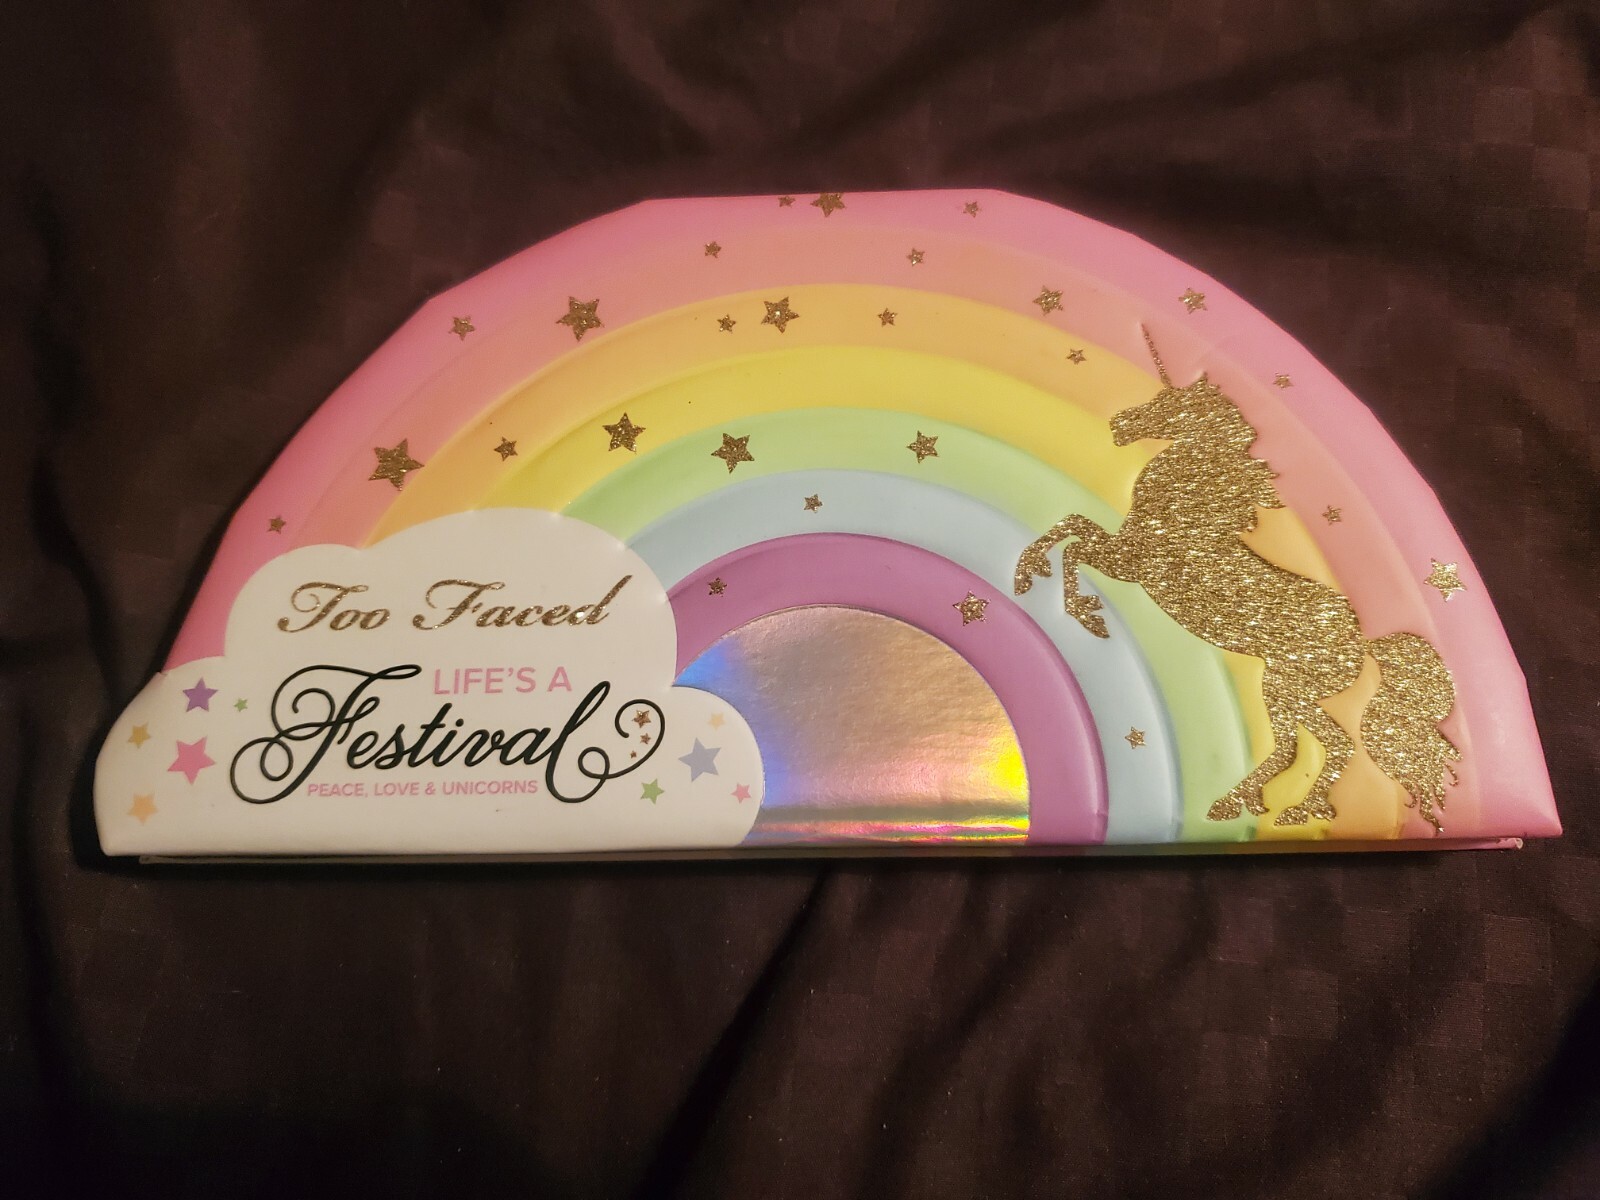 Too Faced
LIFE'S A
Festival
PEACE, LOVE & UNICORNS